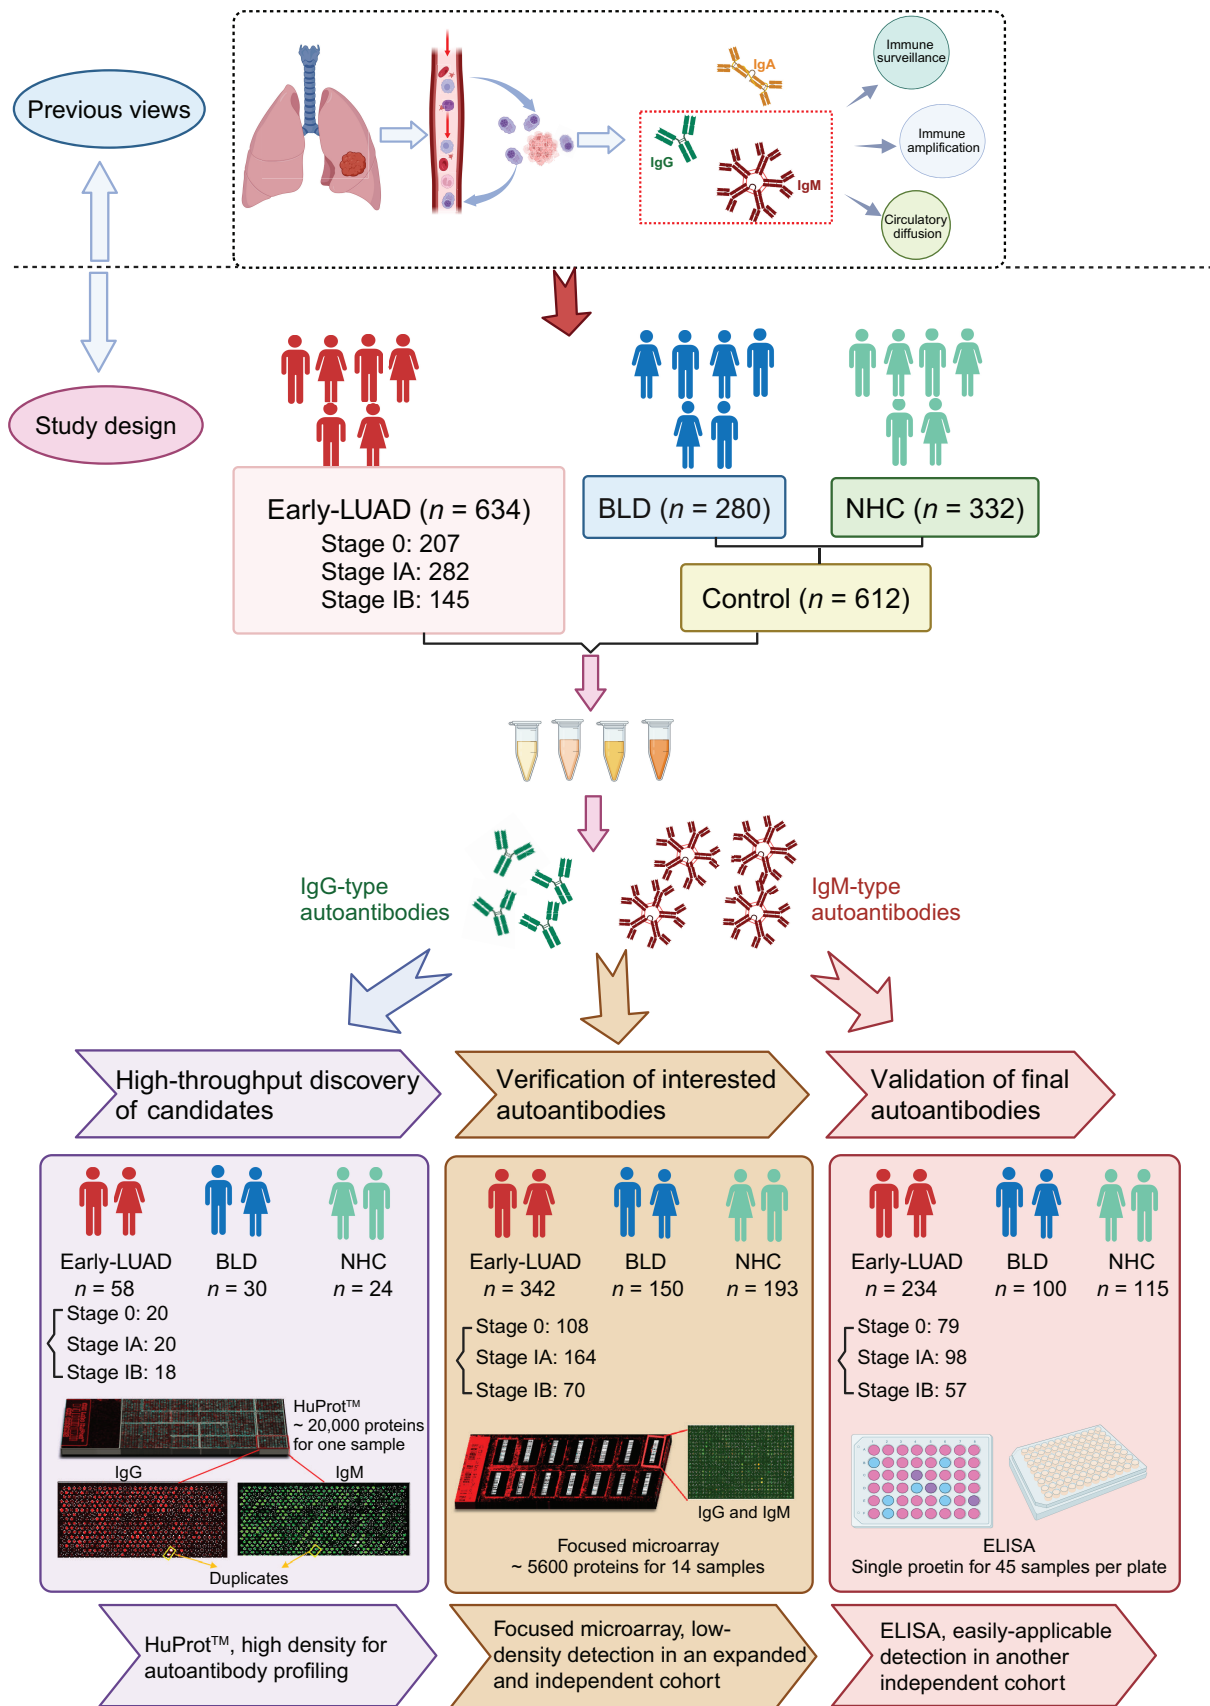 Previous views
IgA
IgG
IgM
Immune
surveillance
Immune
amplification
Circulatory
diffusion
Study design
Early-LUAD (n = 634)
Stage 0: 207
Stage IA: 282
Stage IB: 145
BLD (n = 280)
NHC (n = 332)
Control (n = 612)
IgG-type
autoantibodies
IgM-type
autoantibodies
High-throughput discovery
of candidates
Verification of interested
autoantibodies
Validation of final
autoantibodies
Early-LUAD
n = 58
BLD
n = 30
NHC
n = 24
Stage 0: 20
Stage IA: 20
Stage IB: 18
HuProt™
~ 20,000 proteins
for one sample
IgG
IgM
Duplicates
Early-LUAD
n = 342
BLD
n = 150
NHC
n = 193
Stage 0: 108
Stage IA: 164
Stage IB: 70
IgG and IgM
Focused microarray
~ 5600 proteins for 14 samples
Early-LUAD
n = 234
BLD
n = 100
NHC
n = 115
Stage 0: 79
Stage IA: 98
Stage IB: 57
ELISA
Single proetin for 45 samples per plate
HuProt™, high density for
autoantibody profiling
Focused microarray, low-
density detection in an expanded
and independent cohort
ELISA, easily-applicable
detection in another
independent cohort